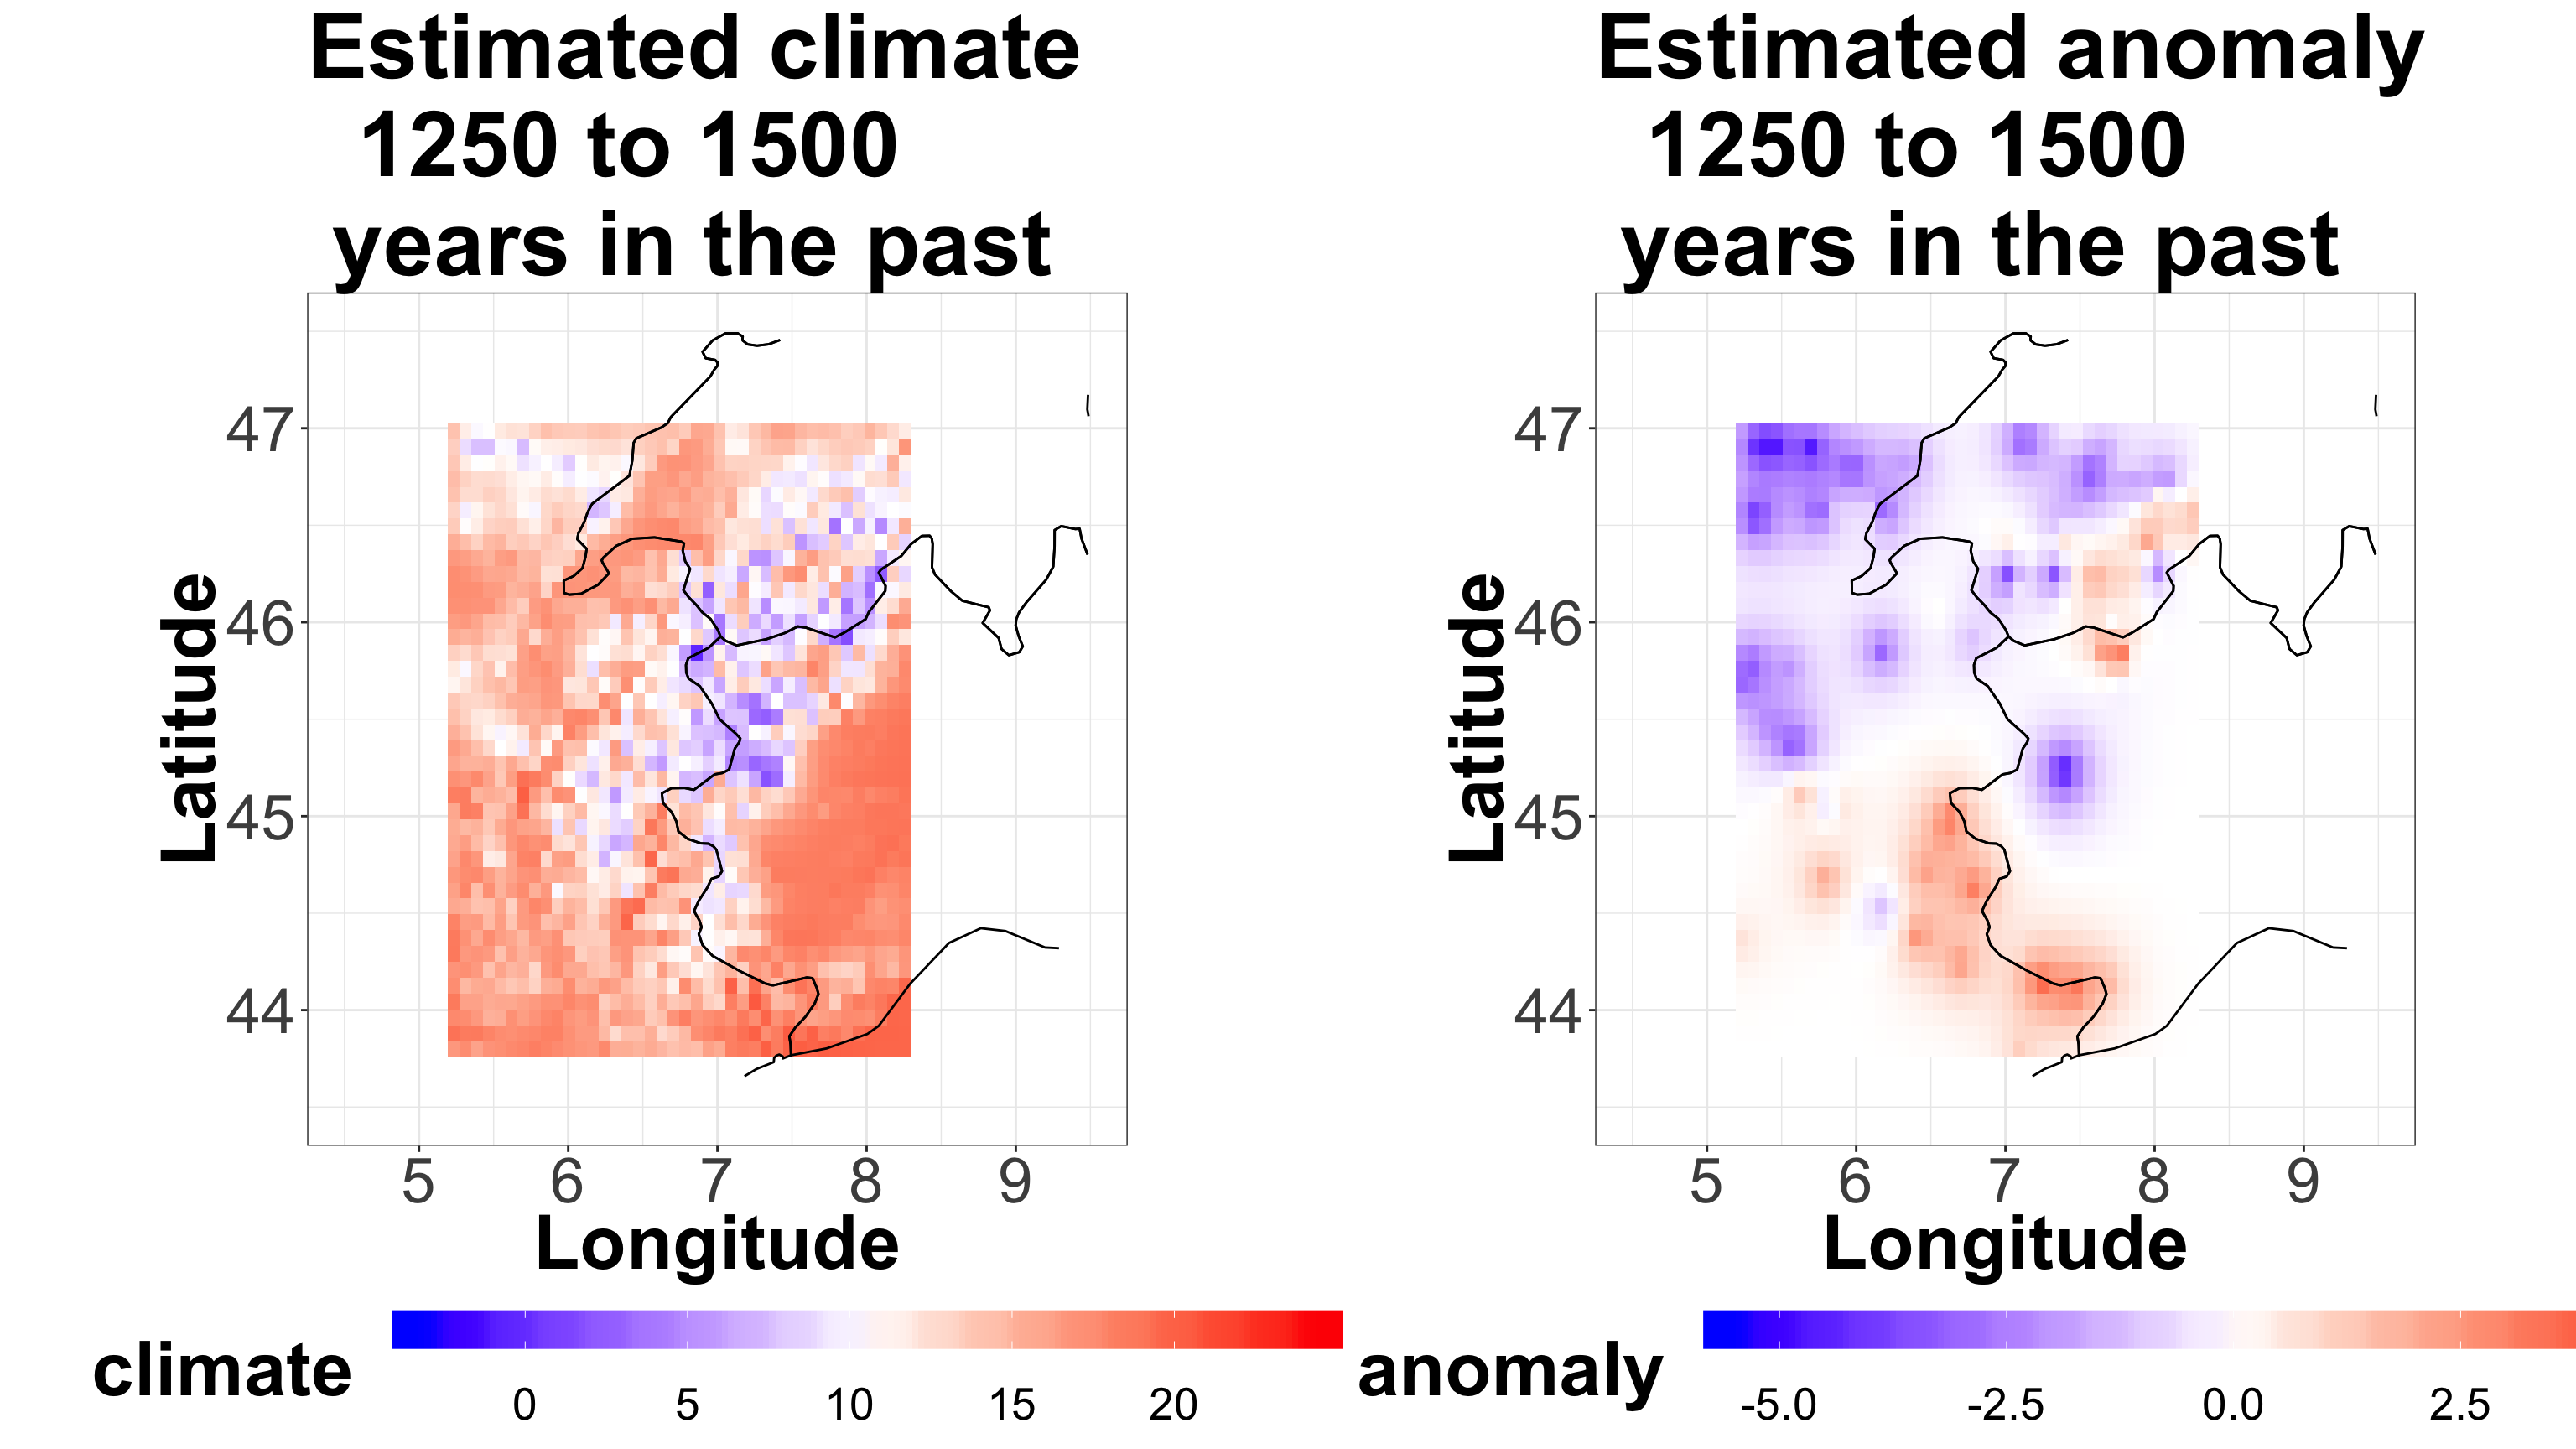 Estimated climate
1250 to 1500
years in the past
47
46
45
44
Latitude
5 6 7 8 9
Longitude
climate
0 5 10 15 20
Estimated anomaly
1250 to 1500
years in the past
47
46
45
44
Latitude
5 6 7 8 9
Longitude
anomaly
-5.0 -2.5 0.0 2.5